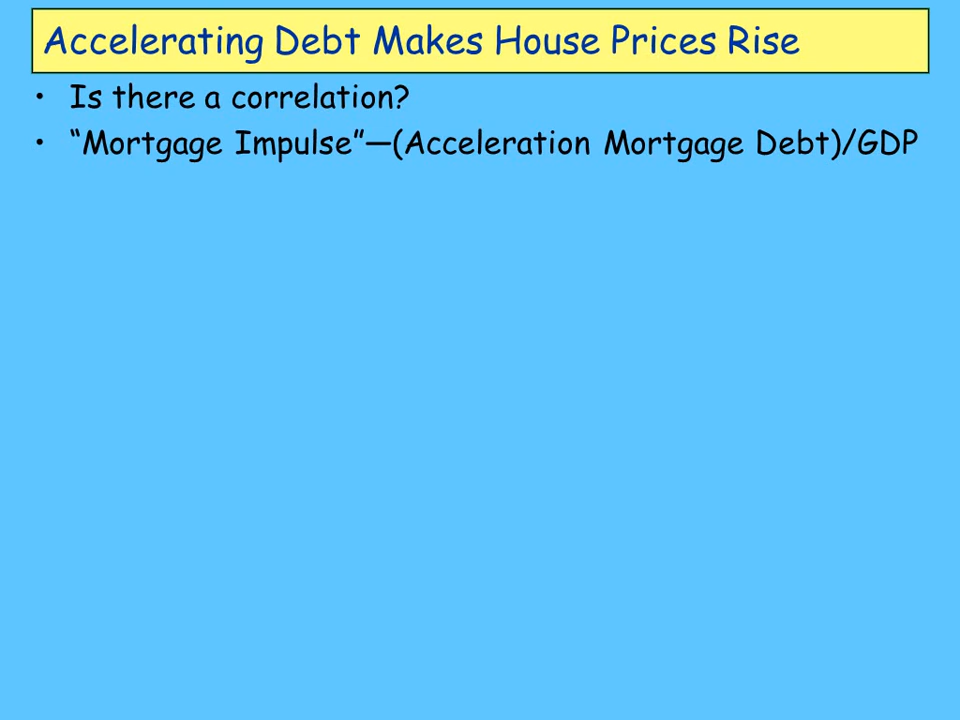 Accelerating Debt Makes House Prices Rise
• Is there a correlation?
• “Mortgage Impulse”—(Acceleration Mortgage Debt)/GDP